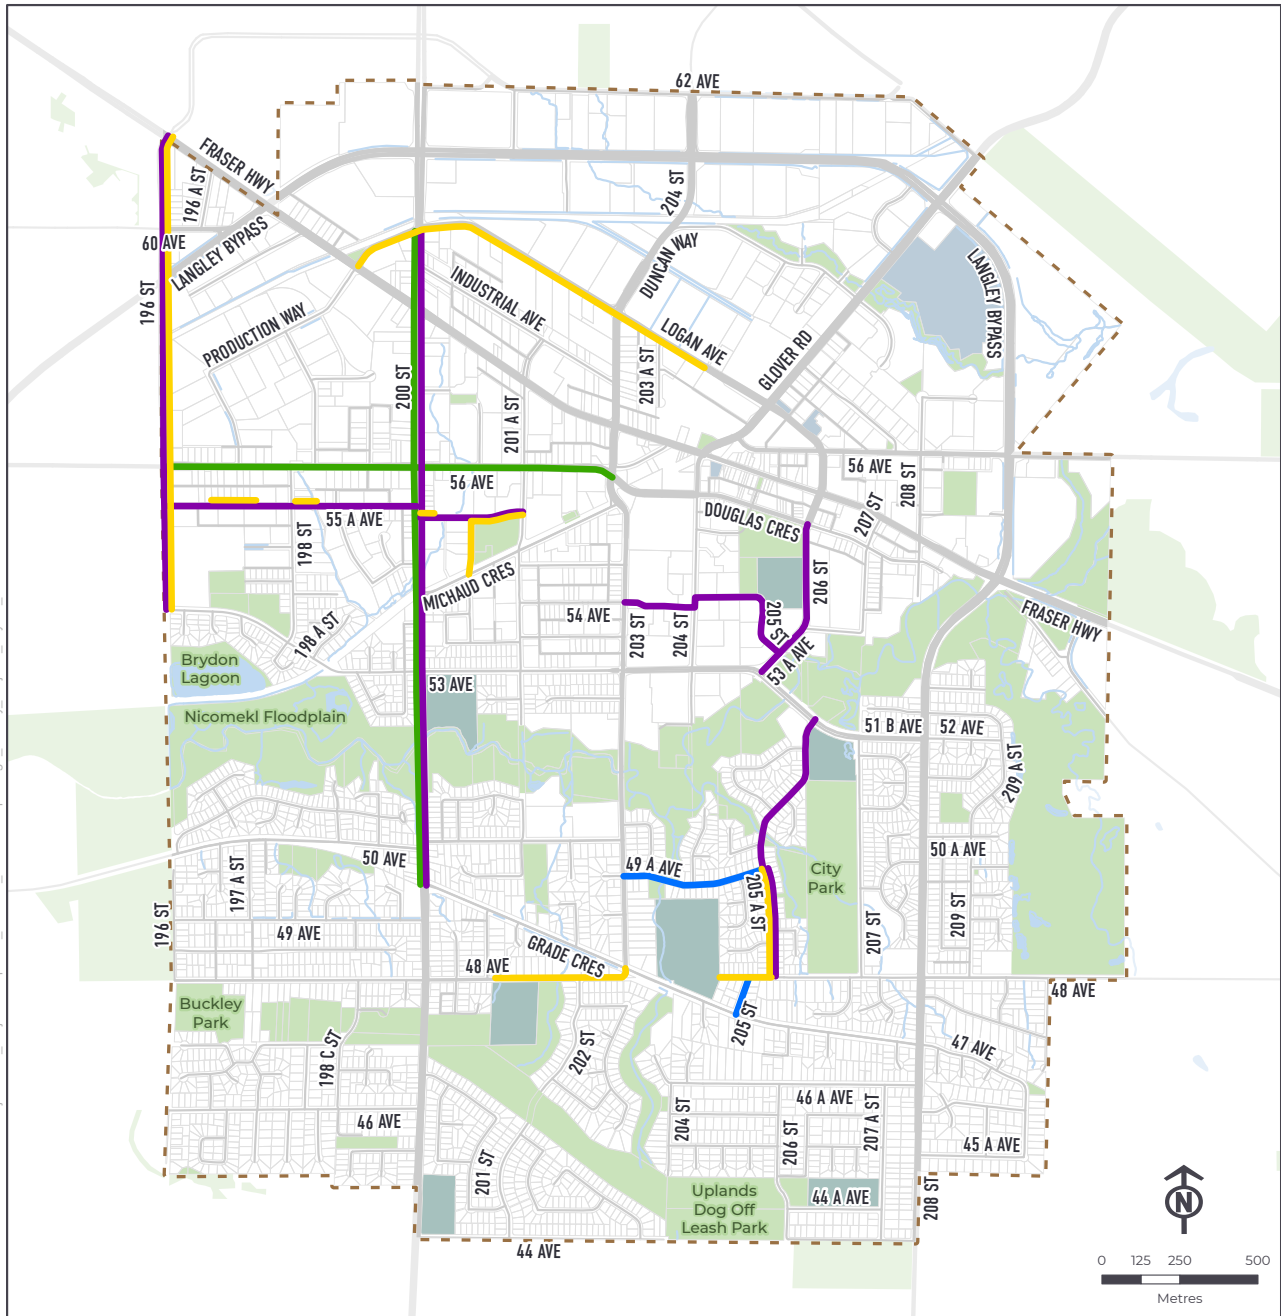 62 AVE
FRASER HWY
196 A ST
204 ST
60 AVE
LANGLEY BYPASS
DUNCAN WAY
LANGLEY BYPASS
196 ST
INDUSTRIAL AVE
PRODUCTION WAY
LOGAN AVE
GLOVER RD
200 ST
203 A ST
201 A ST
56 AVE
208 ST
56 AVE
55 A AVE
DOUGLAS CRES
207 ST
198 ST
MICHAUD CRES
206 ST
54 AVE
203 ST
204 ST
205 ST
FRASER HWY
198 A ST
53 A AVE
Brydon
Lagoon
53 AVE
Nicomekl Floodplain
51 B AVE
52 AVE
209 A ST
50 AVE
49 A AVE
50 A AVE
197 A ST
City
Park
205 A ST
196 ST
49 AVE
207 ST
209 ST
GRADE CRES
48 AVE
48 AVE
Buckley
Park
205 ST
198 C ST
202 ST
47 AVE
46 A AVE
46 AVE
204 ST
206 ST
207 A ST
45 A AVE
201 ST
Uplands
Dog Off
Leash Park
44 A AVE
208 ST
44 AVE
N
0 125 250 500
Metres